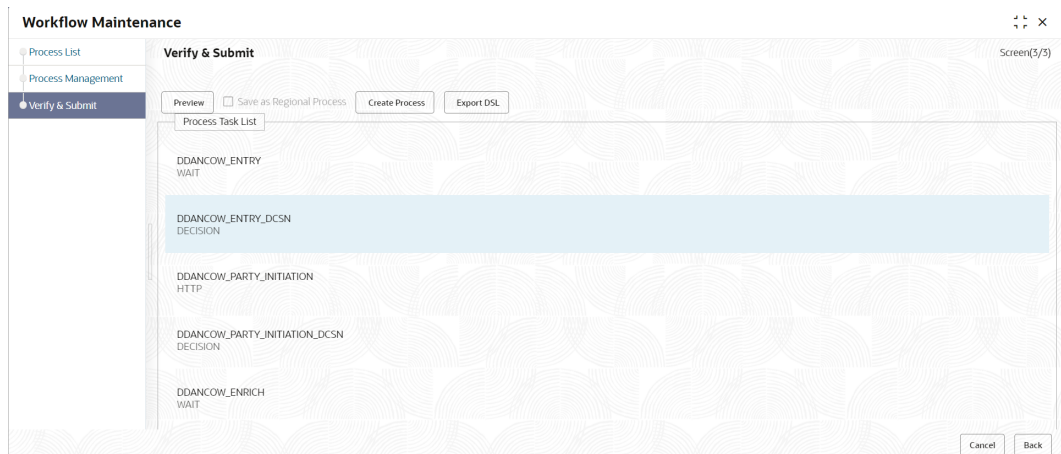 Workflow Maintenance
Process List
Process Management
Verify & Submit
Verify & Submit
Screen(3/3)
Preview
Save as Regional Process
Create Process
Export DSL
Process Task List
DDANCOW_ENTRY
WAIT
DDANCOW_ENTRY_DCSN
DECISION
DDANCOW_PARTY_INITIATION
HTTP
DDANCOW_PARTY_INITIATION_DCSN
DECISION
DDANCOW_ENRICH
WAIT
Cancel
Back